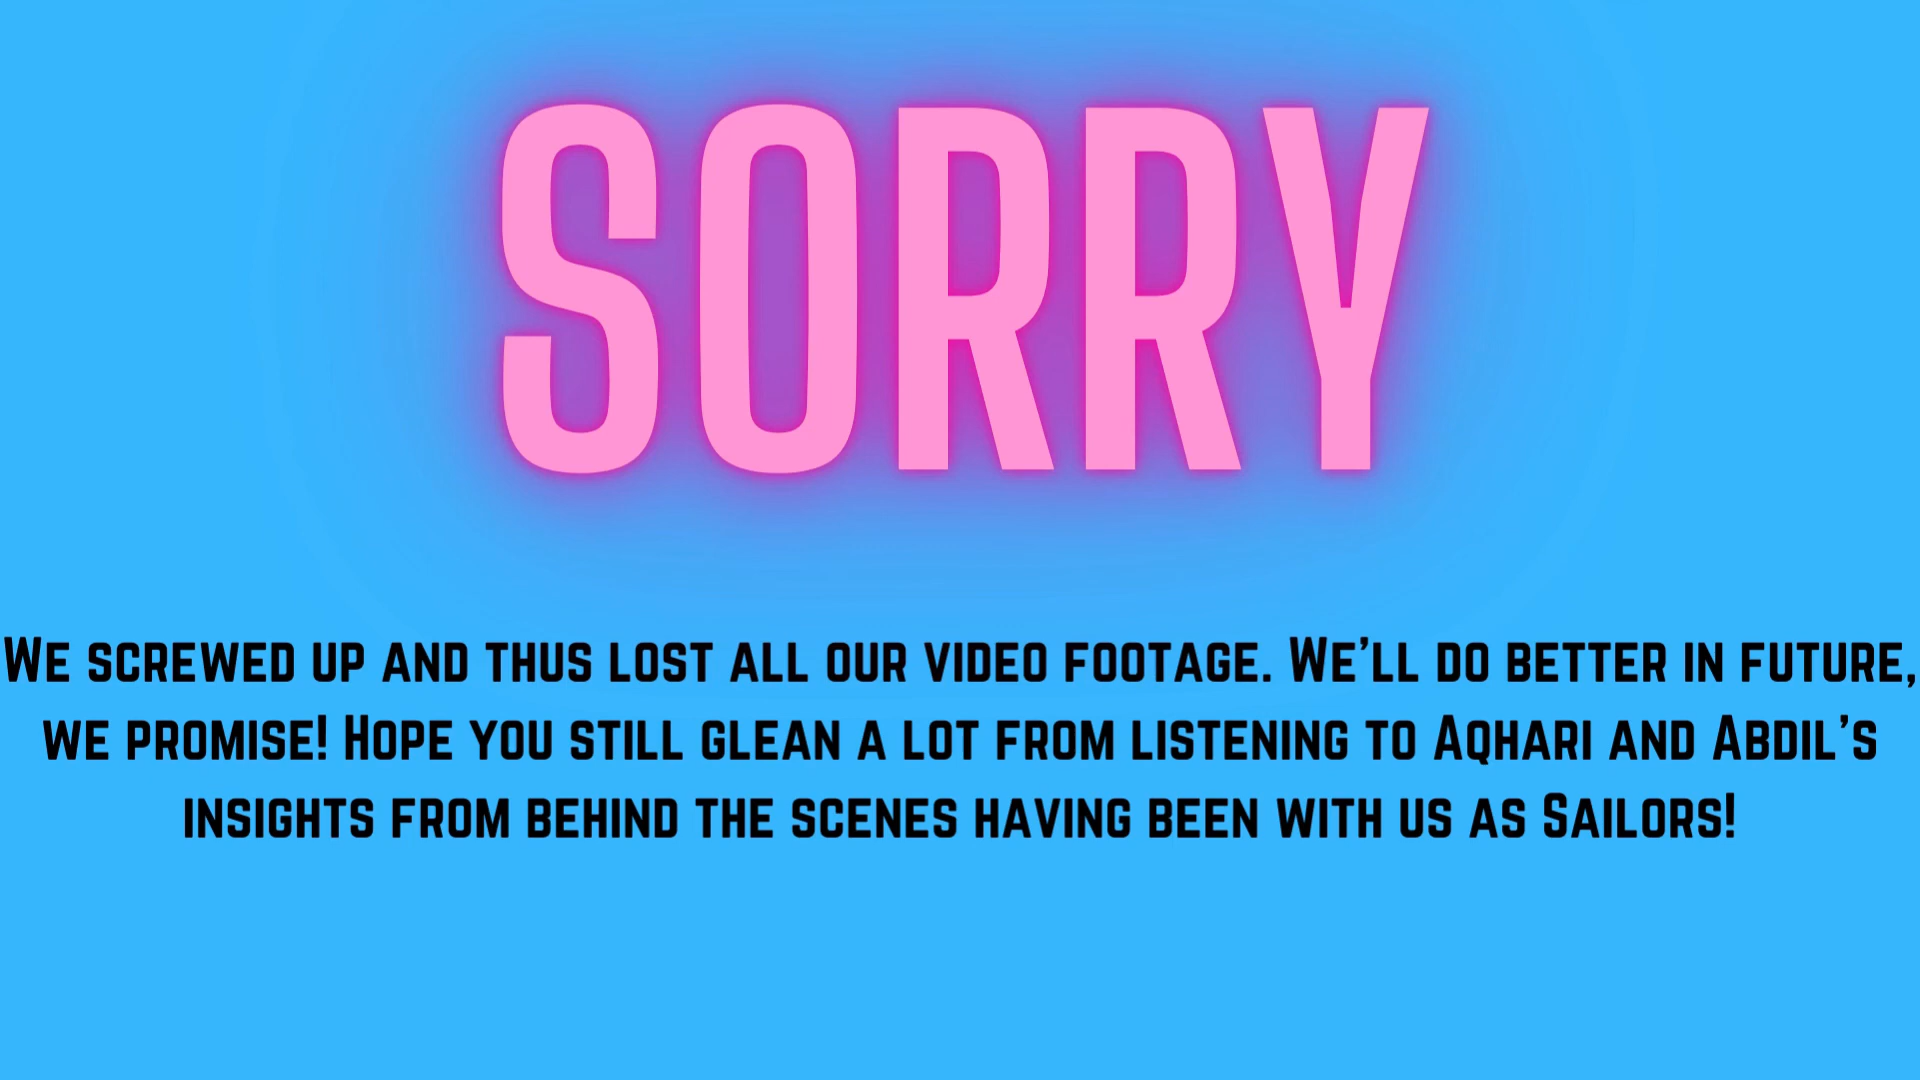 SORRY
We screwed up and thus lost all our video footage. We'll do better in future,
we promise! Hope you still glean a lot from listening to Aqhari and Abdil's
insights from behind the scenes having been with us as Sailors!